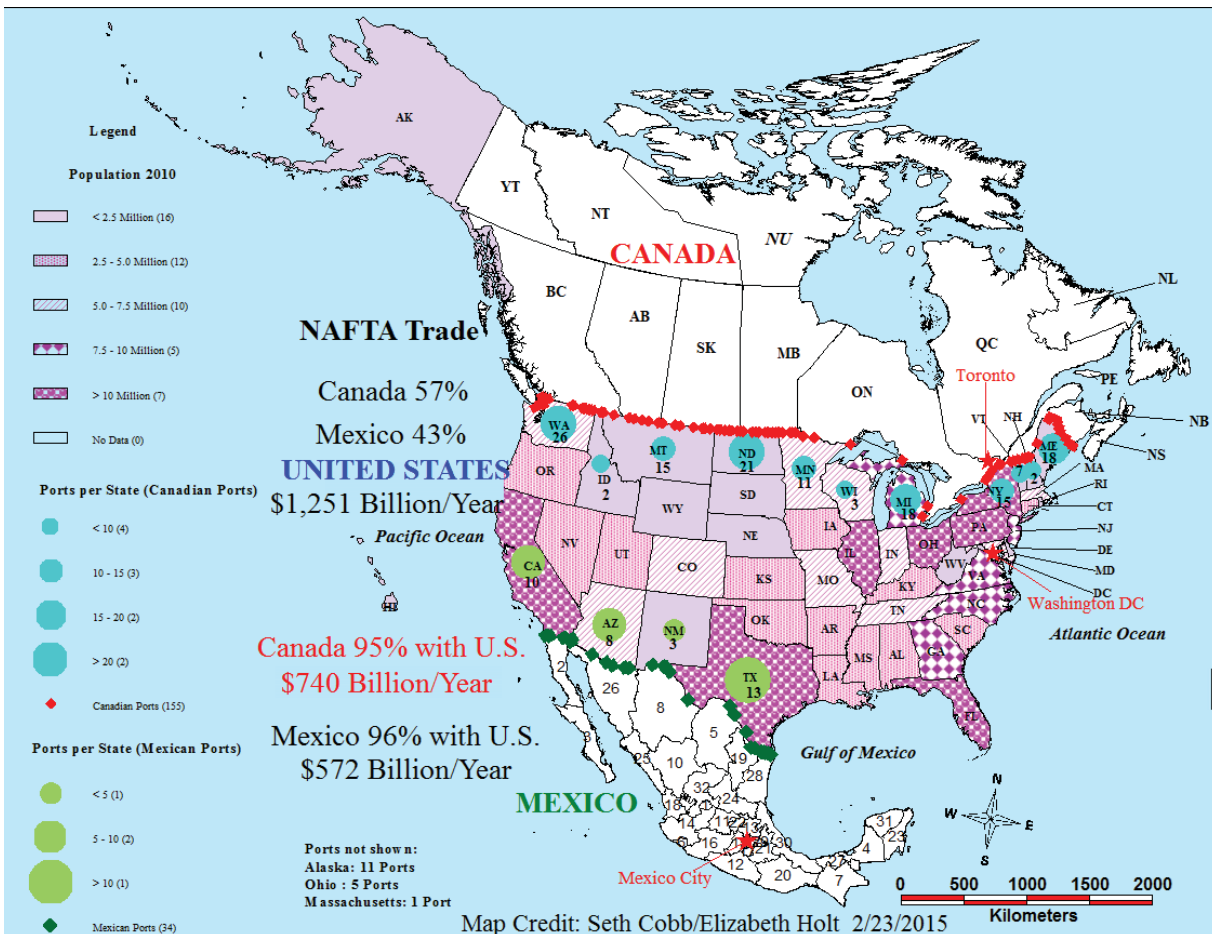 Legend
Population 2010
< 2.5 Million (16)
2.5 - 5.0 Million (12)
5.0 - 7.5 Million (10)
7.5 - 10 Million (5)
> 10 Million (7)
No Data (0)
Ports per State (Canadian Ports)
< 10 (4)
10 - 15 (3)
15 - 20 (2)
> 20 (2)
Canadian Ports (155)
Ports per State (Mexican Ports)
< 5 (1)
5 - 10 (2)
> 10 (1)
Mexican Ports (34)
NAFTA Trade
Canada 57%
Mexico 43%
UNITED STATES
$1,251 Billion/Year
Pacific Ocean
Canada 95% with U.S.
$740 Billion/Year
Mexico 96% with U.S.
$572 Billion/Year
MEXICO
Ports not shown:
Alaska: 11 Ports
Ohio : 5 Ports
Massachusetts: 1 Port
CANADA
AK
YT
NT
NU
BC
AB
SK
MB
ON
QC
NL
PE
NB
NS
Toronto
VT
NH
MA
RI
CT
NJ
DE
MD
DC
Washington DC
Atlantic Ocean
Gulf of Mexico
WA
26
OR
ID
2
MT
15
ND
21
MN
11
WI
3
MI
18
NY
15
7
2
ME
18
SD
WY
NE
IA
IL
IN
OH
PA
WV
VA
KY
NC
TN
SC
GA
AL
MS
LA
AR
MO
KS
OK
CO
UT
NV
CA
10
AZ
8
NM
3
TX
13
FL
HI
2
26
8
5
3
25
10
19
28
32
24
18
1
14
11
22
13
16
30
21
12
20
27
7
4
31
23
Mexico City
N
W
E
S
0 500 1000 1500 2000
Kilometers
Map Credit: Seth Cobb/Elizabeth Holt 2/23/2015